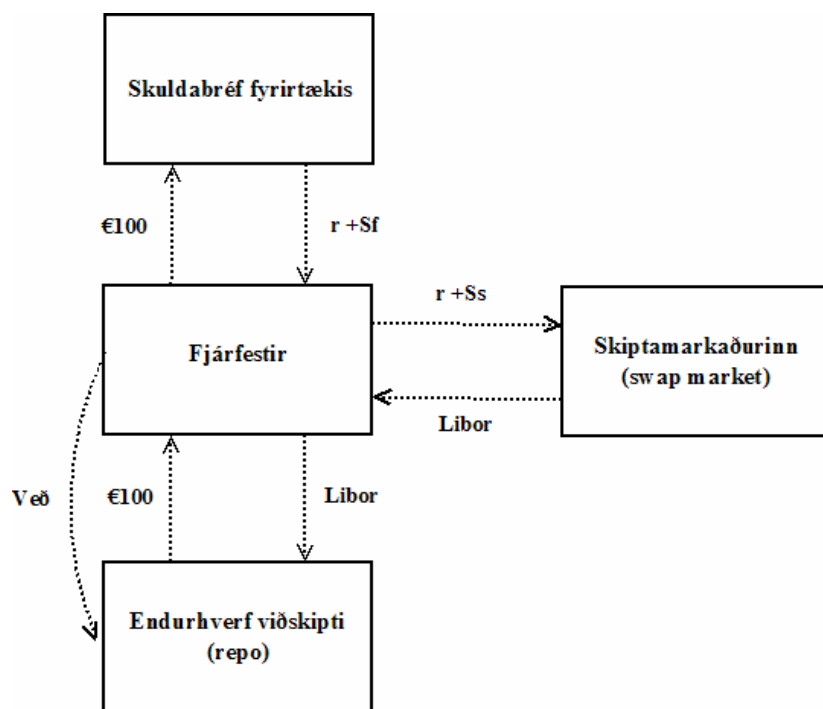 Skuldabréf fyrirtækis
€100
r +Sf
r +Ss
Fjárfestir
Skiptamarkaðurinn
(swap market)
Libor
Veð
€100
Libor
Endurhverf viðskipti
(repo)